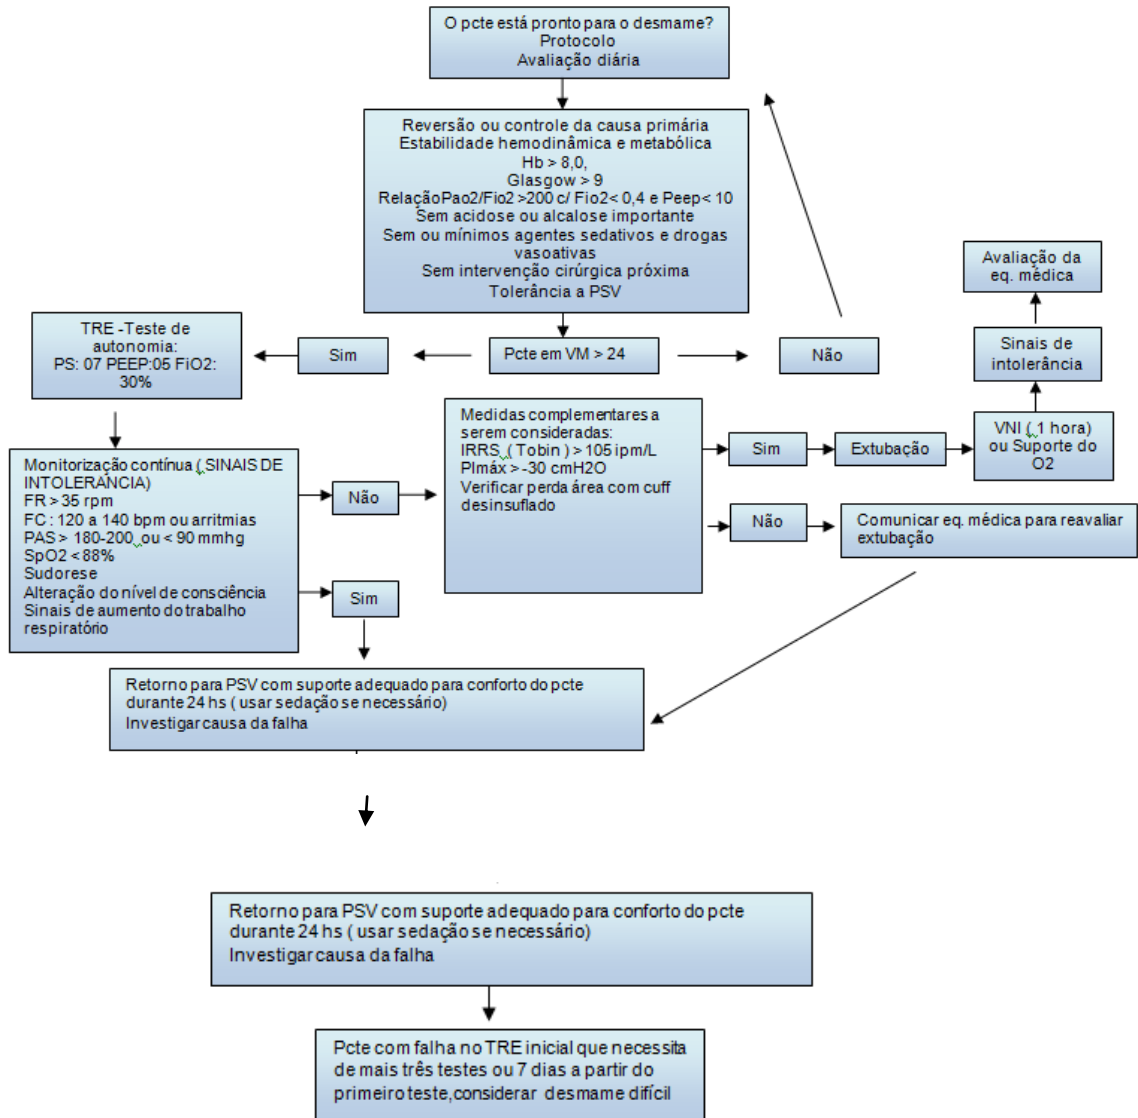 O pcte está pronto para o desmame?
Protocolo
Avaliação diária
Reversão ou controle da causa primária
Estabilidade hemodinâmica e metabólica
Hb > 8,0,
Glasgow > 9
RelaçãoPao2/Fio2 >200 c/ Fio2< 0,4 e Peep< 10
Sem acidose ou alcalose importante
Sem ou mínimos agentes sedativos e drogas
vasoativas
Sem intervenção cirúrgica próxima
Tolerância a PSV
Avaliação da
eq. médica
TRE -Teste de
autonomia:
PS: 07 PEEP:05 FiO2:
30%
Sim
Pcte em VM > 24
Não
Sinais de
intolerância
Monitorização contínua ( SINAIS DE
INTOLERANCIA)
FR > 35 rpm
FC : 120 a 140 bpm ou arritmias
PAS > 180-200 ou < 90 mmhg
SpO2 <88%
Sudorese
Alteração do nível de consciência
Sinais de aumento do trabalho
respiratório
Não
Sim
Medidas complementares a
serem consideradas:
IRRS ( Tobin ) > 105 ipm/L
PImáx > -30 cmH2O
Verificar perda área com cuff
desinsuflado
Sim
Extubação
VNI ( 1 hora)
ou Suporte do
O2
Não
Comunicar eq. médica para reavaliar
extubação
Retorno para PSV com suporte adequado para conforto do pcte
durante 24 hs ( usar sedação se necessário)
Investigar causa da falha
Retorno para PSV com suporte adequado para conforto do pcte
durante 24 hs ( usar sedação se necessário)
Investigar causa da falha
Pcte com falha no TRE inicial que necessita
de mais três testes ou 7 dias a partir do
primeiro teste,considerar desmame difícil